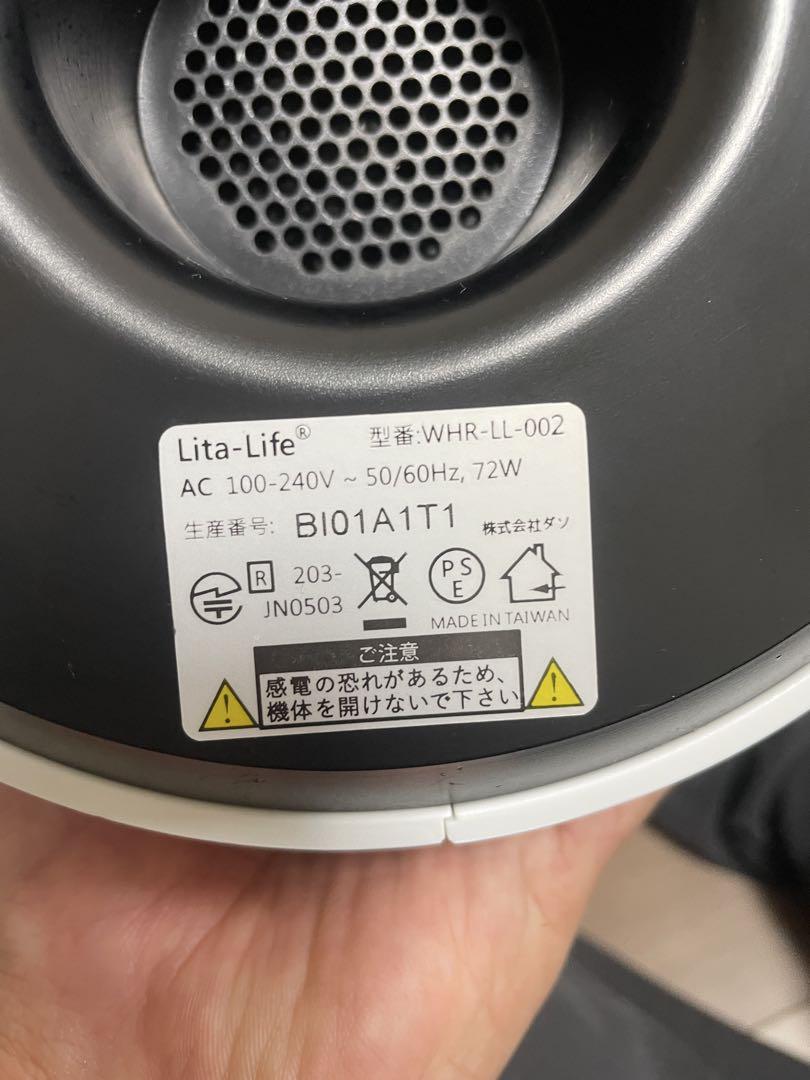 Lita-Life® 型番:WHR-LL-002
AC 100-240V ~ 50/60Hz, 72W
生産番号: BI01A1T1 株式会社ダソ
R 203-
JN0503
PS
E
MADE IN TAIWAN
ご注意
感電の恐れがあるため、
機体を開けないで下さい